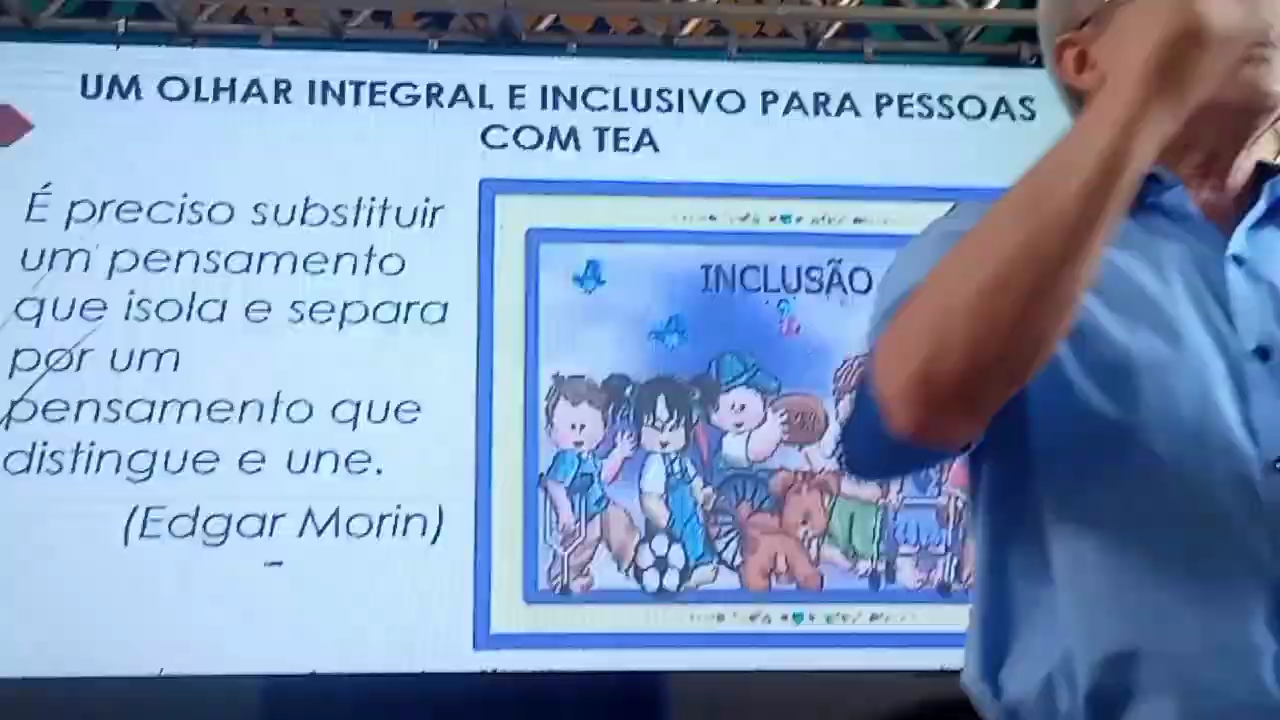 UM OLHAR INTEGRAL E INCLUSIVO PARA PESSOAS
COM TEA
É preciso substituir
um pensamento
que isola e separa
por um
pensamento que
distingue e une.
(Edgar Morin)
INCLUSÃO